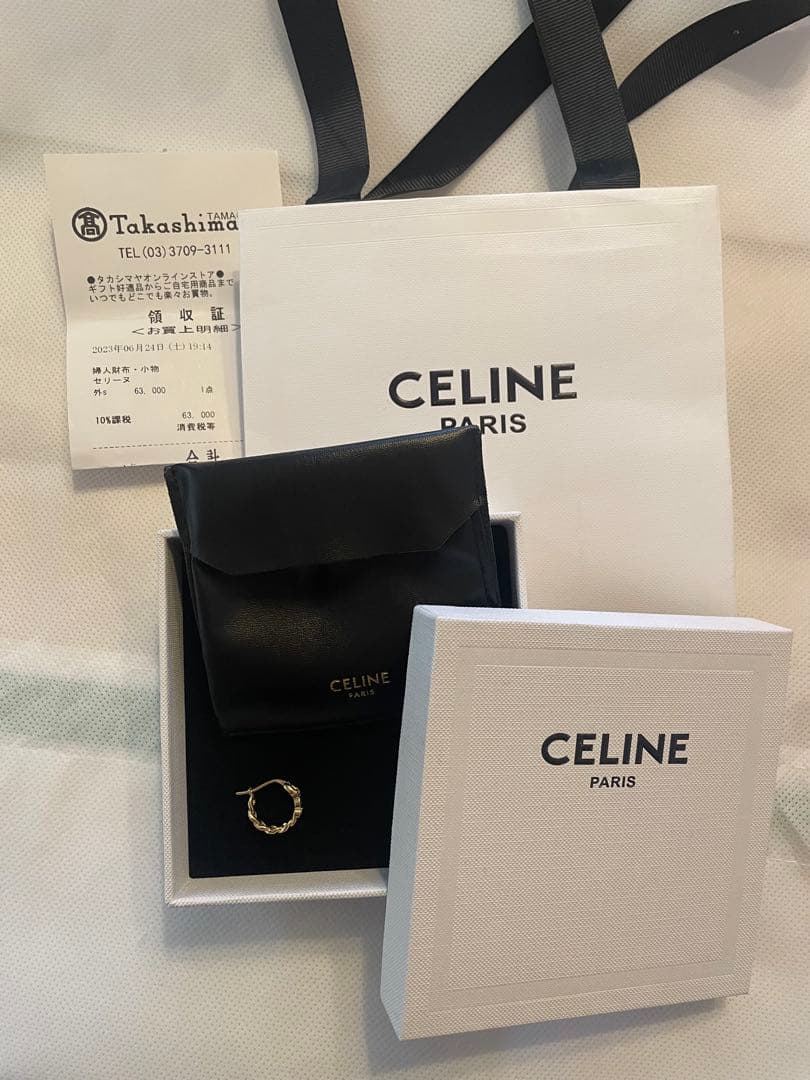 TAMA
髙 Takashima
TEL(03)3709-3111
●タカシマヤオンラインストア●
ギフト好適品からご自宅用商品まで
いつでもどこでも楽々お買物。
領収証
<お買上明細>
2023年06月24日(土)19:14
婦人財布・小物
セリーヌ
外s 63,000 1点
10%課税 63,000
消費税等
合計
CELINE
PARIS
CELINE
PARIS
CELINE
PARIS